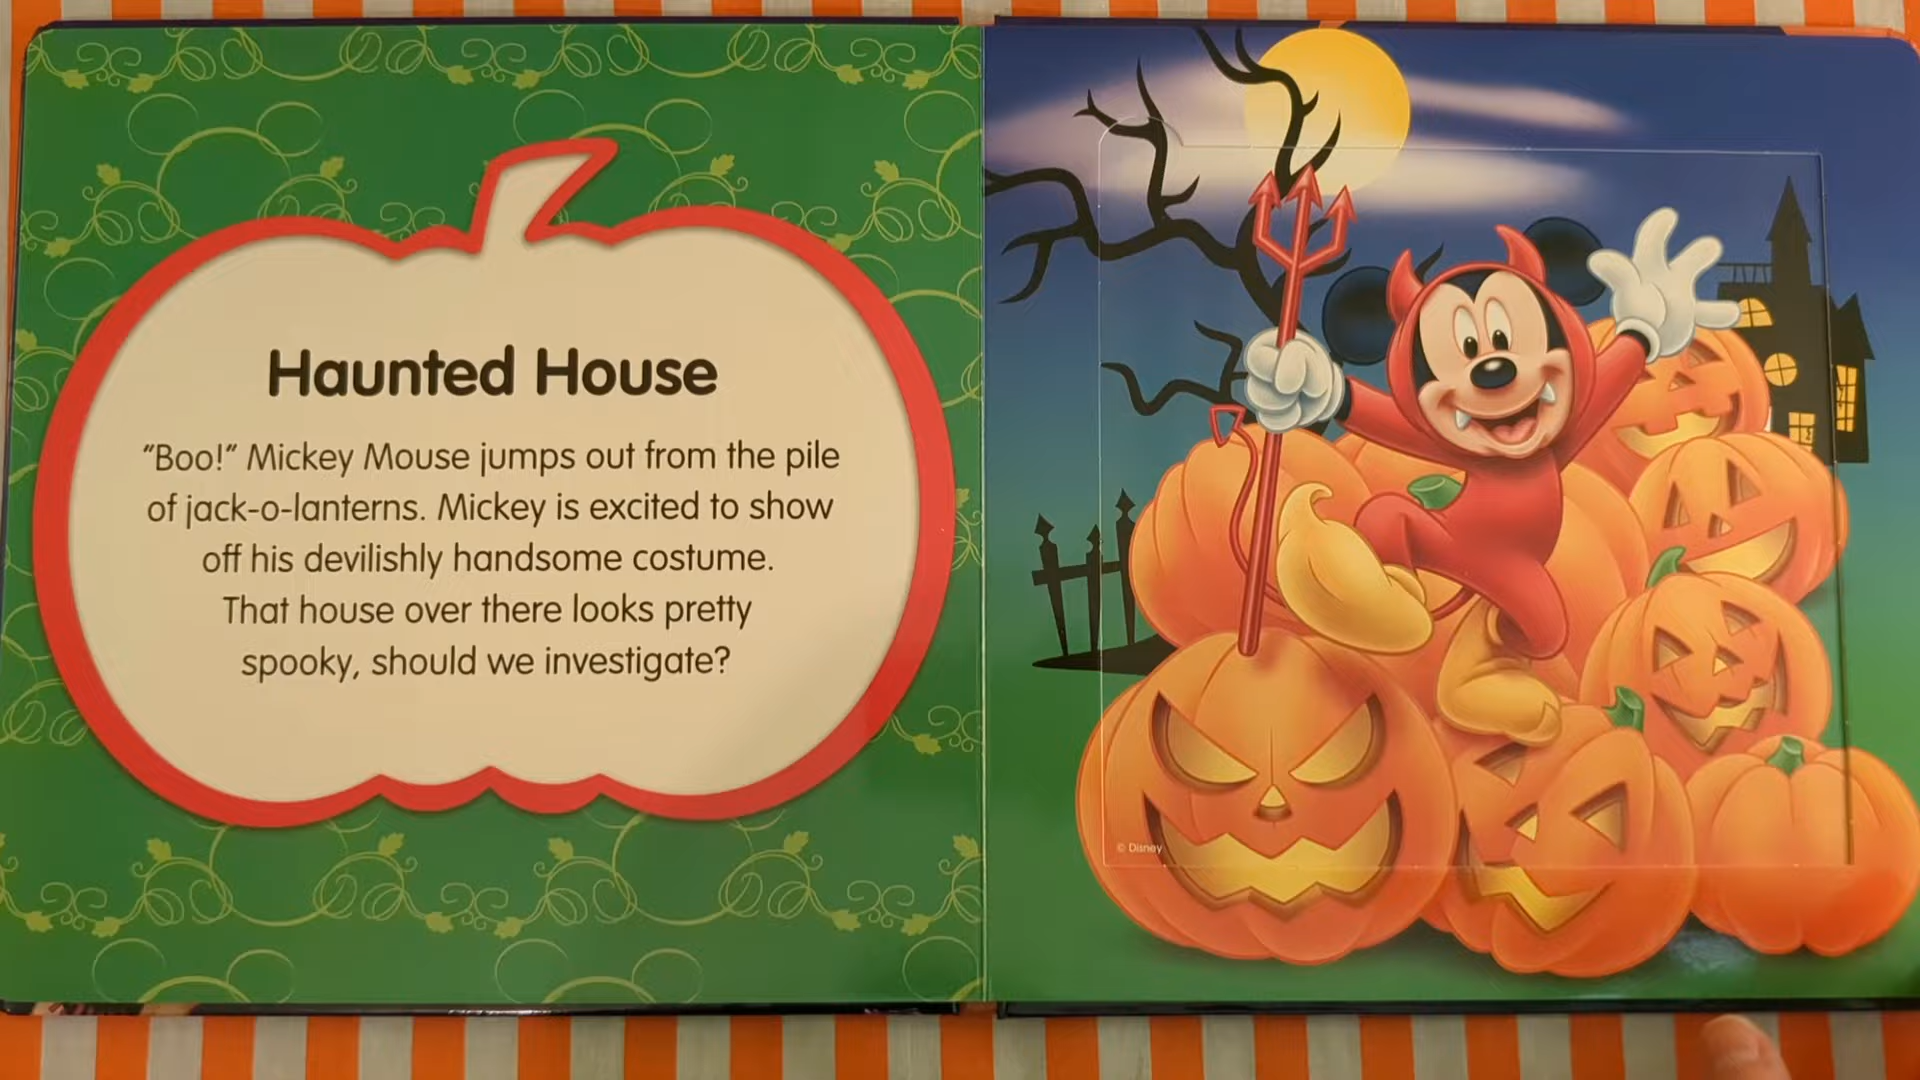 Haunted House
“Boo!” Mickey Mouse jumps out from the pile
of jack-o-lanterns. Mickey is excited to show
off his devilishly handsome costume.
That house over there looks pretty
spooky, should we investigate?
© Disney